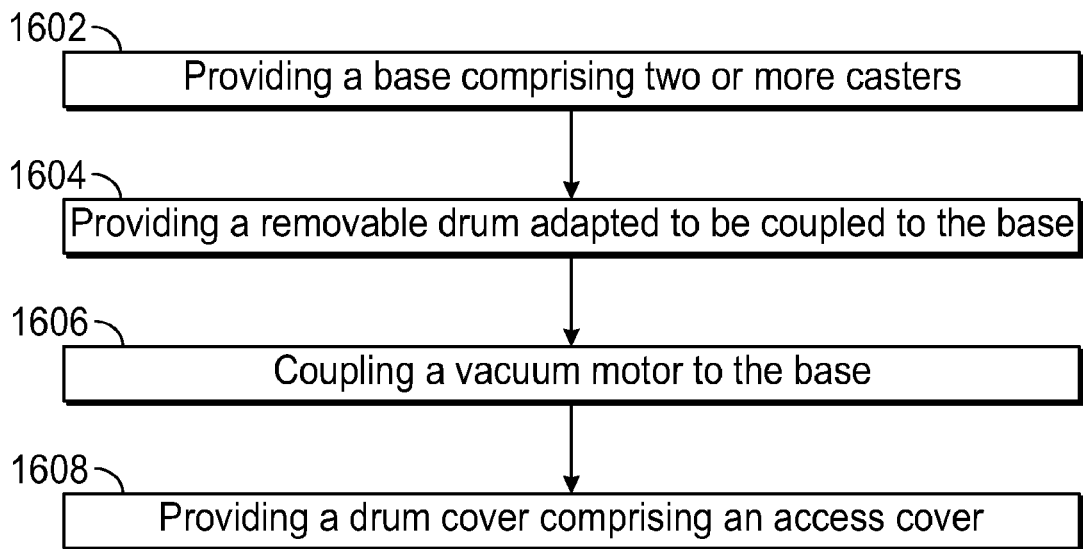 1602
Providing a base comprising two or more casters
1604
Providing a removable drum adapted to be coupled to the base
1606
Coupling a vacuum motor to the base
1608
Providing a drum cover comprising an access cover